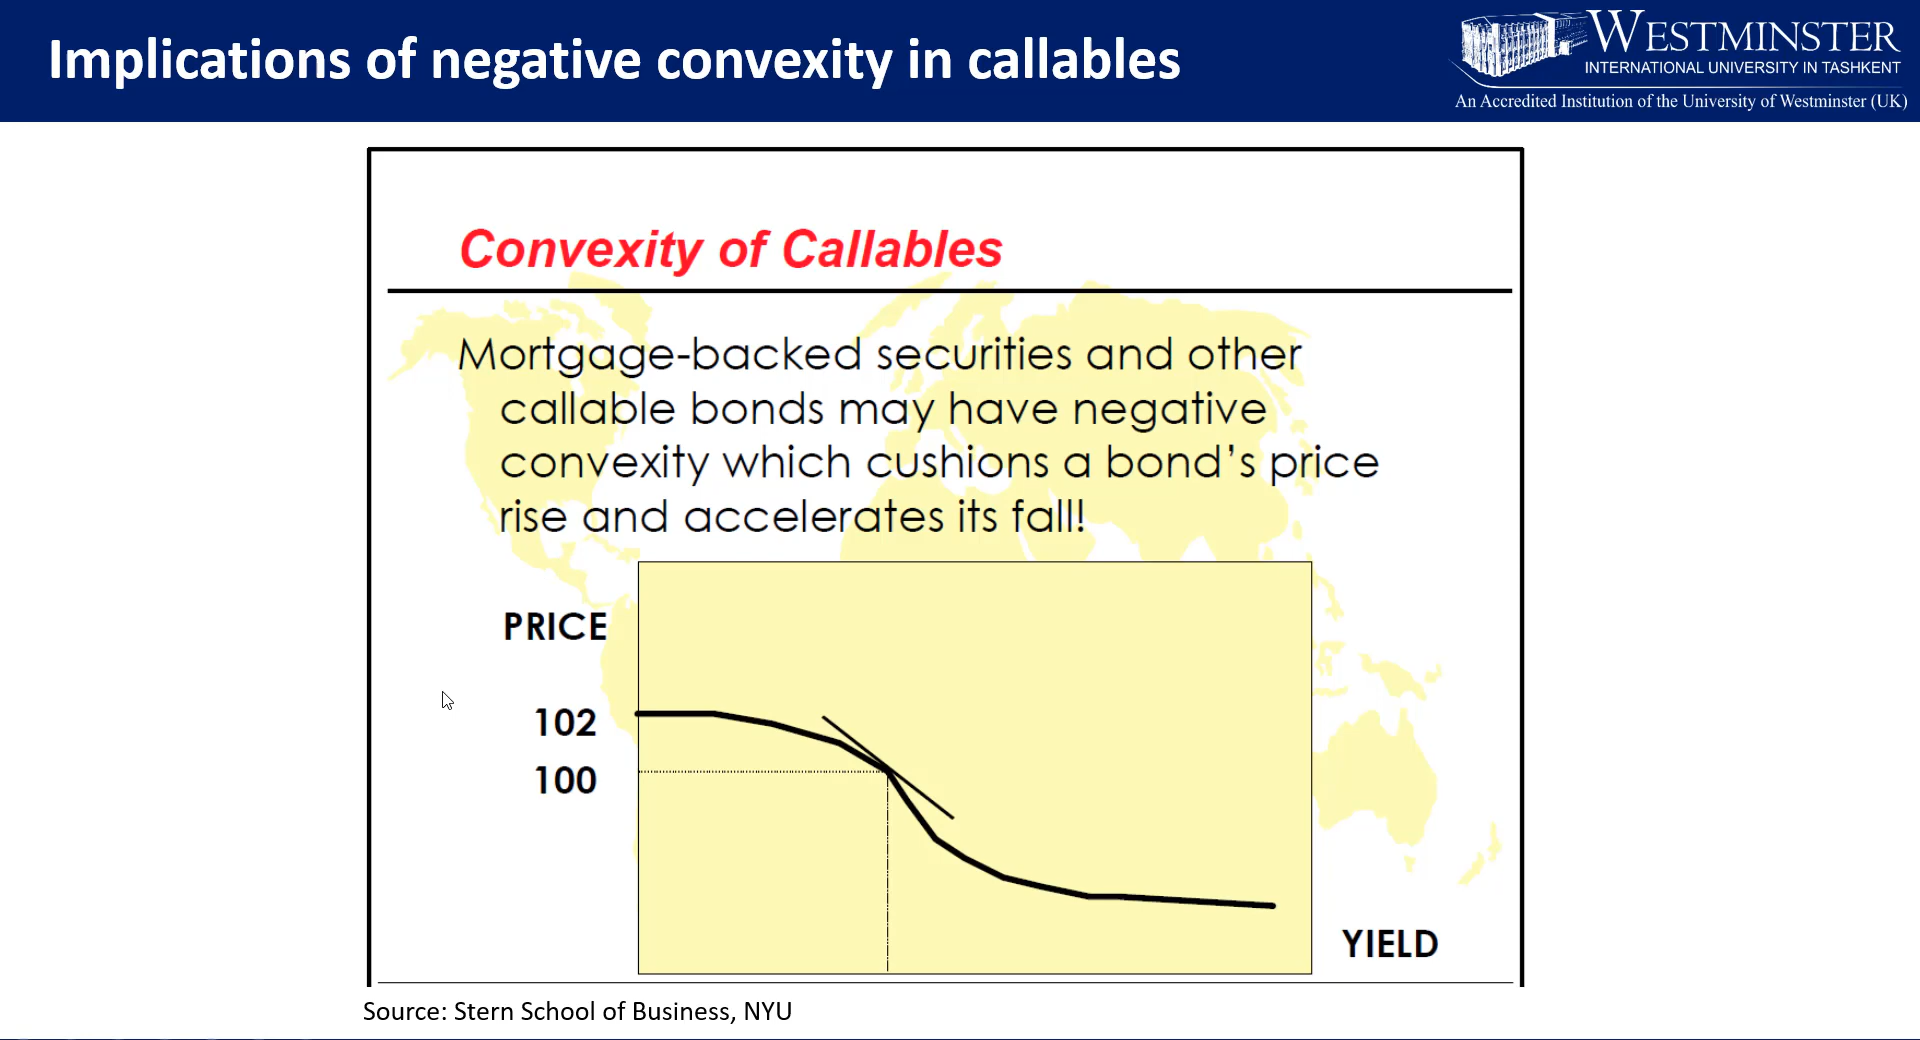 Implications of negative convexity in callables
WESTMINSTER
INTERNATIONAL UNIVERSITY IN TASHKENT
An Accredited Institution of the University of Westminster (UK)
Convexity of Callables
Mortgage-backed securities and other
callable bonds may have negative
convexity which cushions a bond’s price
rise and accelerates its fall!
PRICE
102
100
YIELD
Source: Stern School of Business, NYU